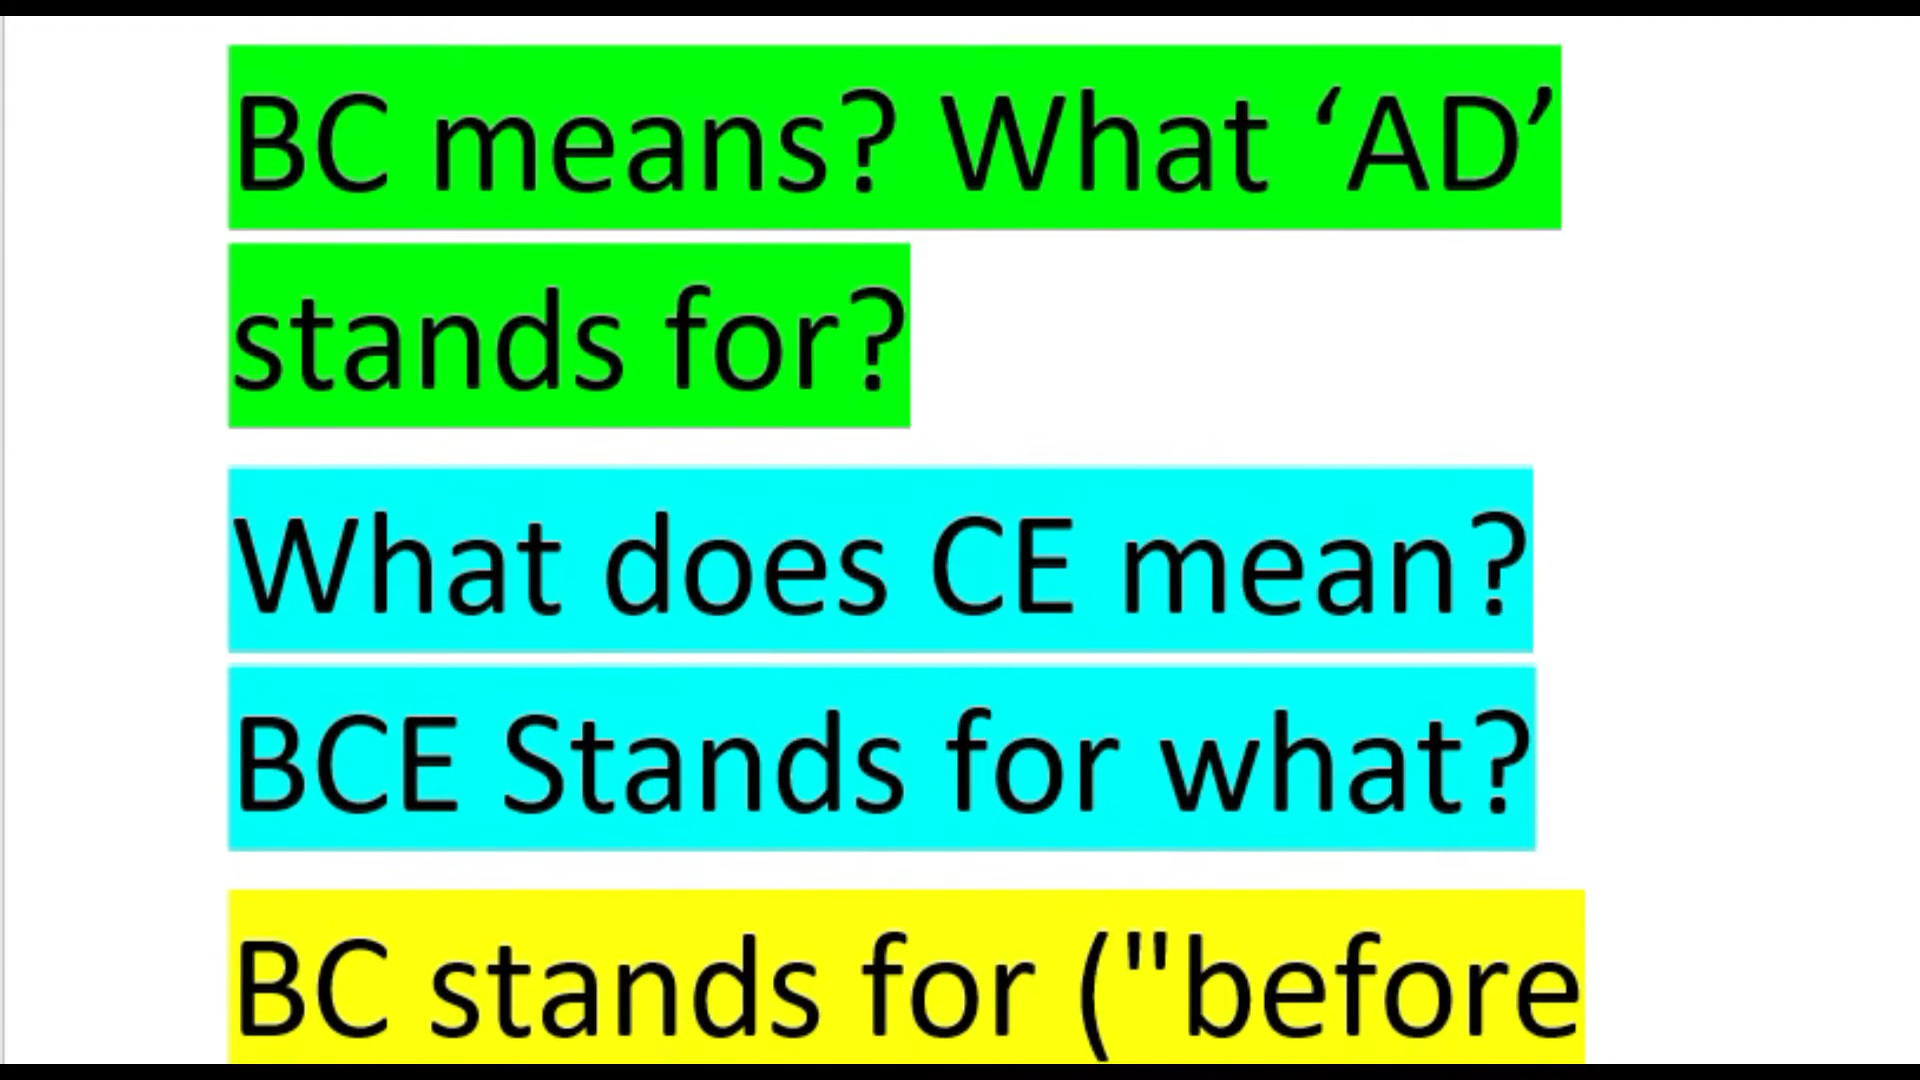 BC means? What ‘AD’
stands for?
What does CE mean?
BCE Stands for what?
BC stands for ("before